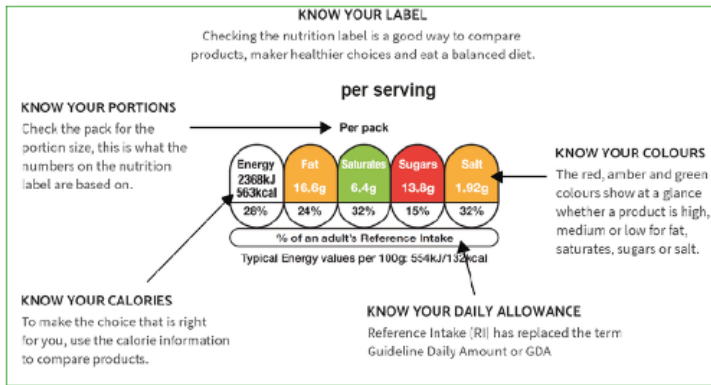 KNOW YOUR LABEL
Checking the nutrition label is a good way to compare
products, maker healthier choices and eat a balanced diet.
per serving
KNOW YOUR PORTIONS
Check the pack for the
portion size, this is what the
numbers on the nutrition
label are based on.
Per pack
Energy Fat Saturates Sugars Salt
2368kJ
563kcal 16.6g 6.4g 13.8g 1.92g
28% 24% 32% 15% 32%
% of an adult's Reference Intake
Typical Energy values per 100g: 554kJ/132kcal
KNOW YOUR COLOURS
The red, amber and green
colours show at a glance
whether a product is high,
medium or low for fat,
saturates, sugars or salt.
KNOW YOUR CALORIES
To make the choice that is right
for you, use the calorie information
to compare products.
KNOW YOUR DAILY ALLOWANCE
Reference Intake (RI) has replaced the term
Guideline Daily Amount or GDA